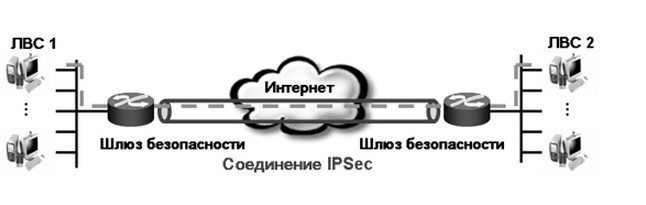 ЛВС 1
ЛВС 2
Интернет
Шлюз безопасности
Шлюз безопасности
Соединение IPSec